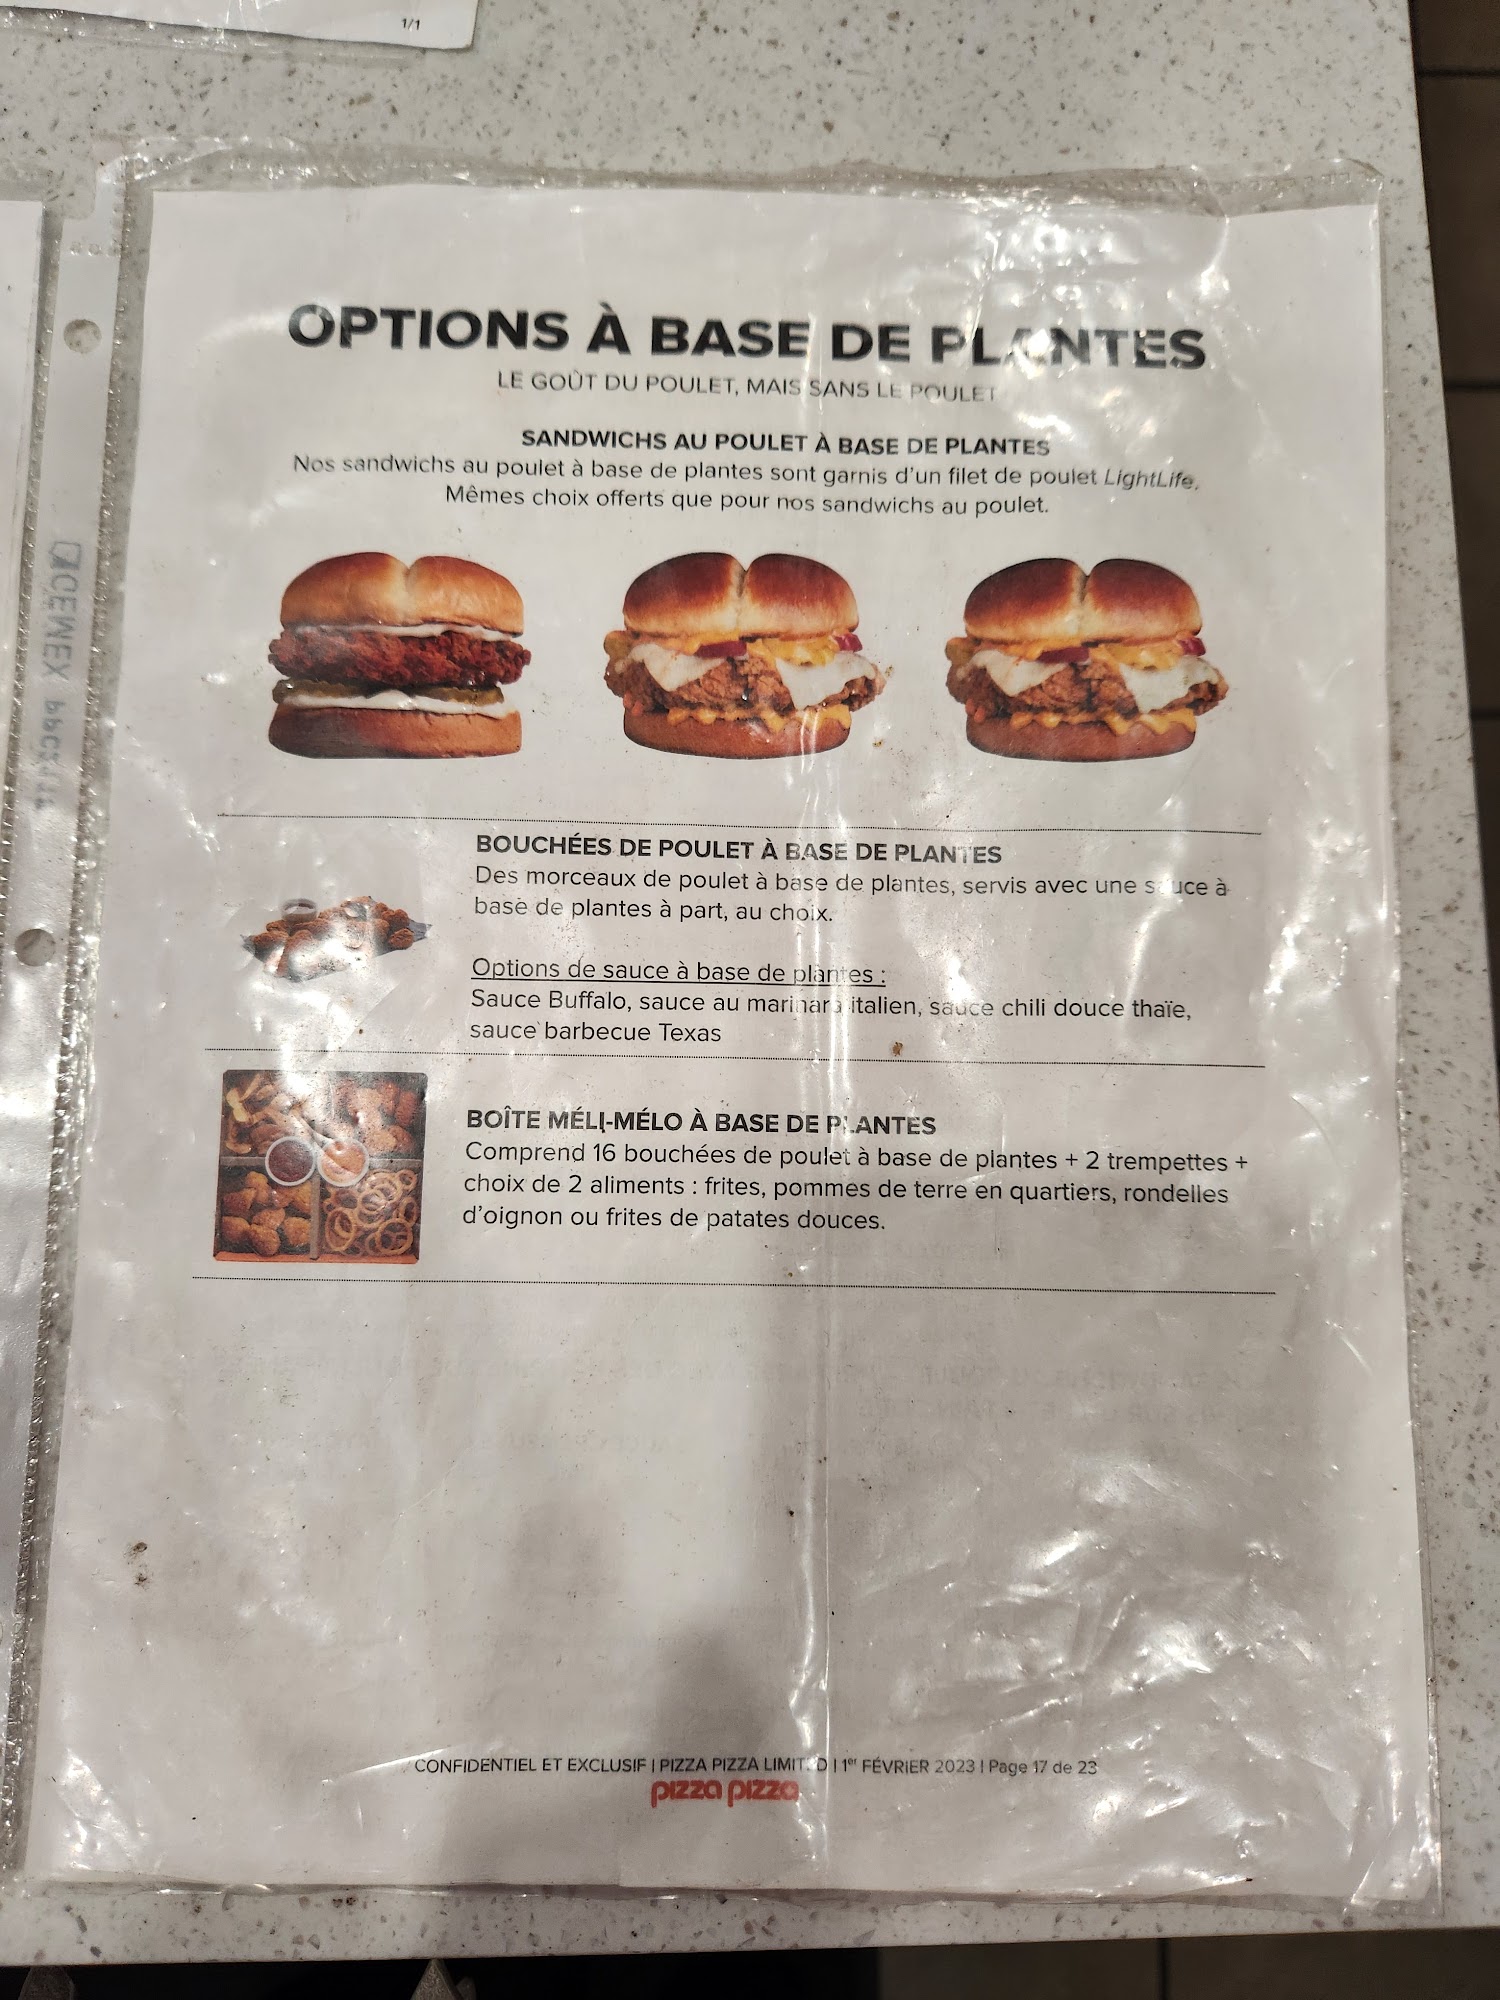 1/1
OPTIONS À BASE DE PLANTES
LE GOÛT DU POULET, MAIS SANS LE POULET
SANDWICHS AU POULET À BASE DE PLANTES
Nos sandwichs au poulet à base de plantes sont garnis d'un filet de poulet LightLife.
Mêmes choix offerts que pour nos sandwichs au poulet.
BOUCHÉES DE POULET À BASE DE PLANTES
Des morceaux de poulet à base de plantes, servis avec une sauce à
base de plantes à part, au choix.
Options de sauce à base de plantes :
Sauce Buffalo, sauce au marinara italien, sauce chili douce thaïe,
sauce barbecue Texas
BOÎTE MÉLI-MÉLO À BASE DE PLANTES
Comprend 16 bouchées de poulet à base de plantes + 2 trempettes +
choix de 2 aliments : frites, pommes de terre en quartiers, rondelles
d'oignon ou frites de patates douces.
CONFIDENTIEL ET EXCLUSIF | PIZZA PIZZA LIMITED | 1er FÉVRIER 2023 | Page 17 de 23
pizza pizza